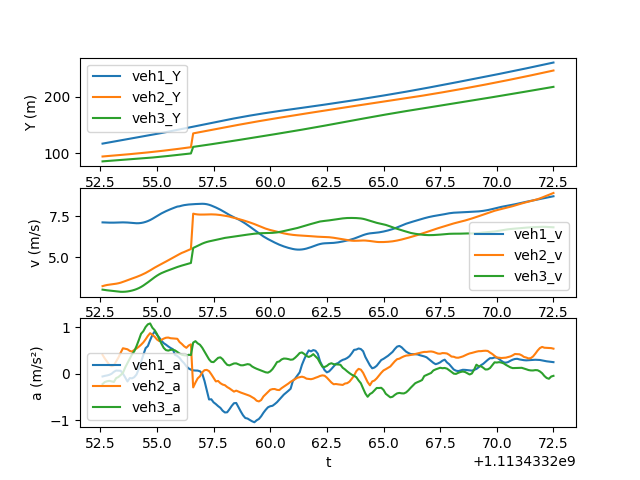 Y (m)
veh1_Y
veh2_Y
veh3_Y
200
100
52.5 55.0 57.5 60.0 62.5 65.0 67.5 70.0 72.5
v (m/s)
7.5
5.0
veh1_v
veh2_v
veh3_v
52.5 55.0 57.5 60.0 62.5 65.0 67.5 70.0 72.5
a (m/s²)
1
0
−1
veh1_a
veh2_a
veh3_a
52.5 55.0 57.5 60.0 62.5 65.0 67.5 70.0 72.5
t
+1.1134332e9